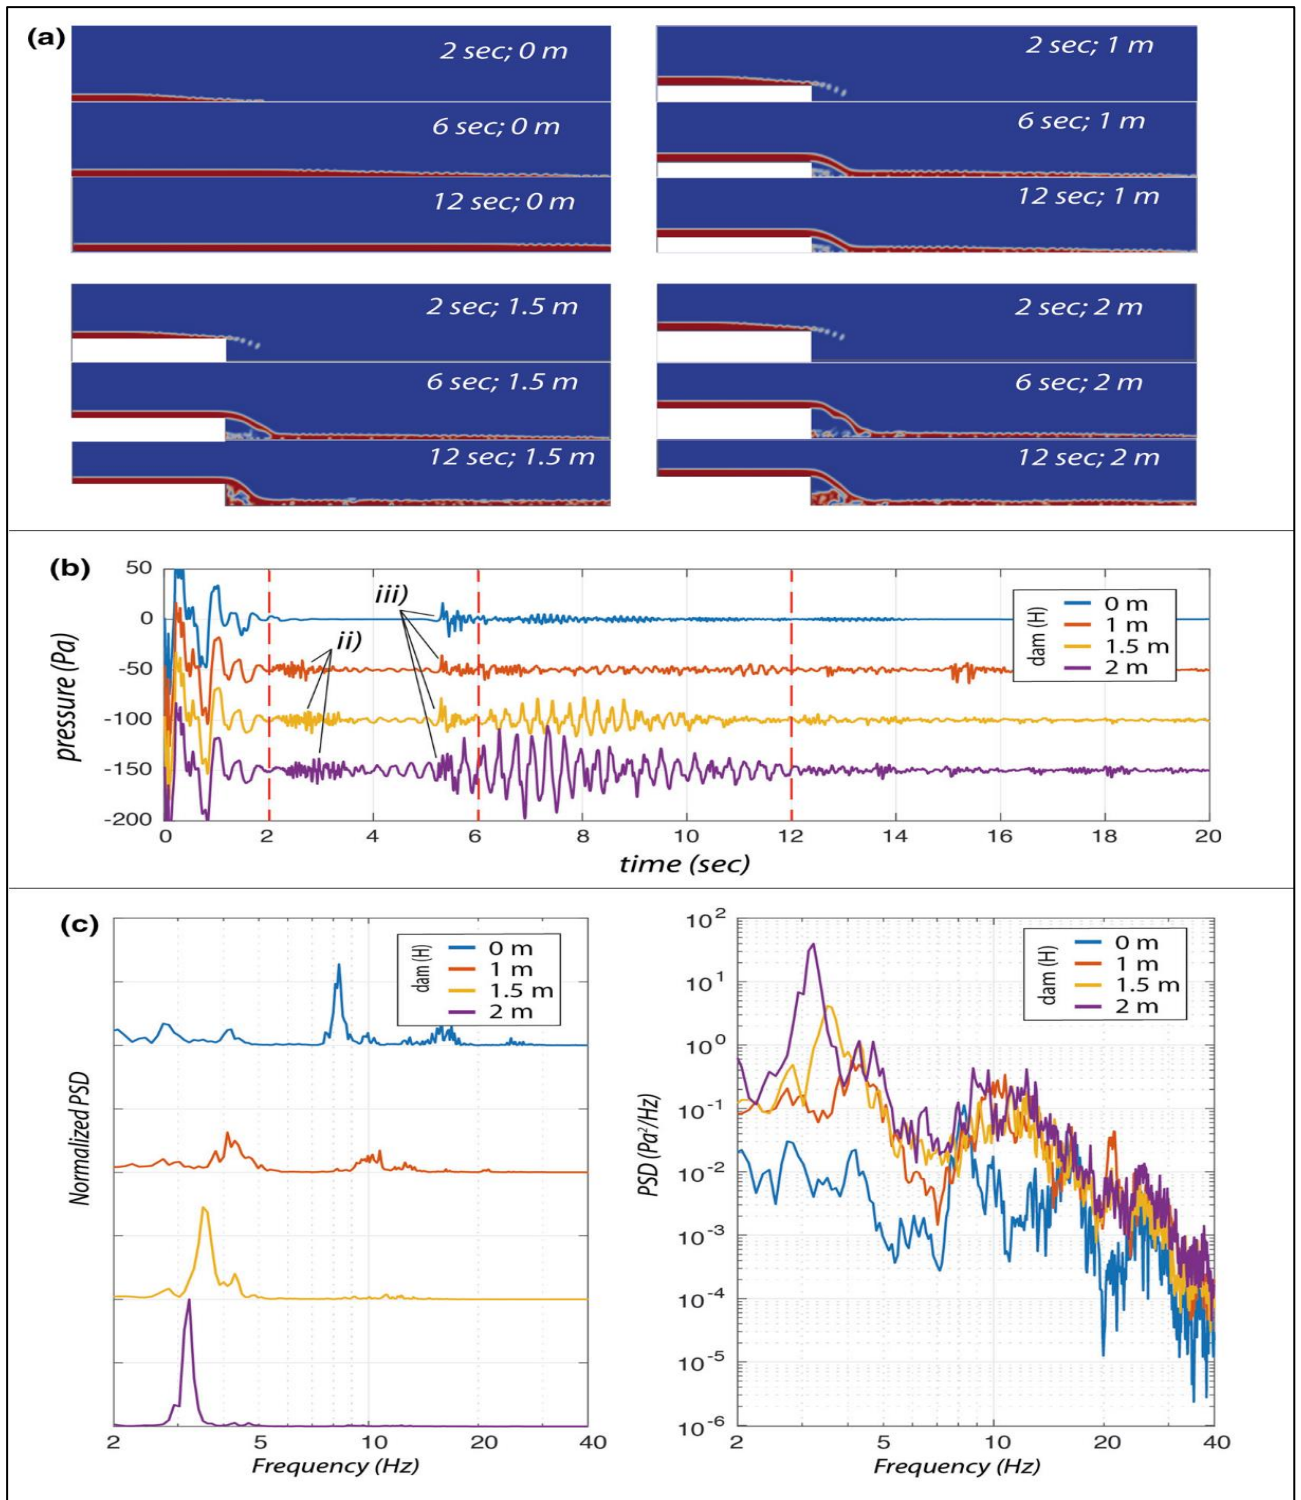 (a)
2 sec; 0 m
6 sec; 0 m
12 sec; 0 m
2 sec; 1 m
6 sec; 1 m
12 sec; 1 m
2 sec; 1.5 m
6 sec; 1.5 m
12 sec; 1.5 m
2 sec; 2 m
6 sec; 2 m
12 sec; 2 m
(b)
pressure (Pa)
50
0
-50
-100
-150
-200
iii)
ii)
dam (H)
0 m
1 m
1.5 m
2 m
0 2 4 6 8 10 12 14 16 18 20
time (sec)
(c)
Normalized PSD
dam (H)
0 m
1 m
1.5 m
2 m
2 5 10 20 40
Frequency (Hz)
PSD (Pa²/Hz)
10²
10¹
10⁰
10⁻¹
10⁻²
10⁻³
10⁻⁴
10⁻⁵
10⁻⁶
dam (H)
0 m
1 m
1.5 m
2 m
2 5 10 20 40
Frequency (Hz)